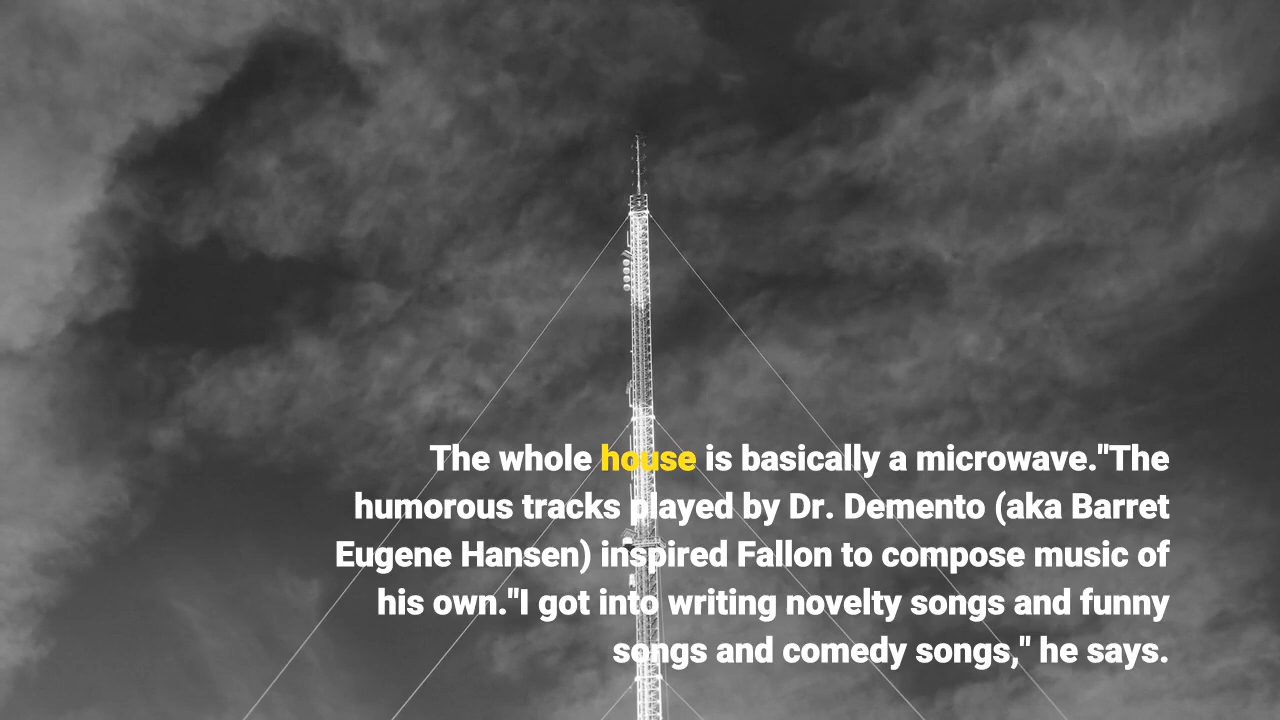 The whole house is basically a microwave."The
humorous tracks played by Dr. Demento (aka Barret
Eugene Hansen) inspired Fallon to compose music of
his own."I got into writing novelty songs and funny
songs and comedy songs," he says.